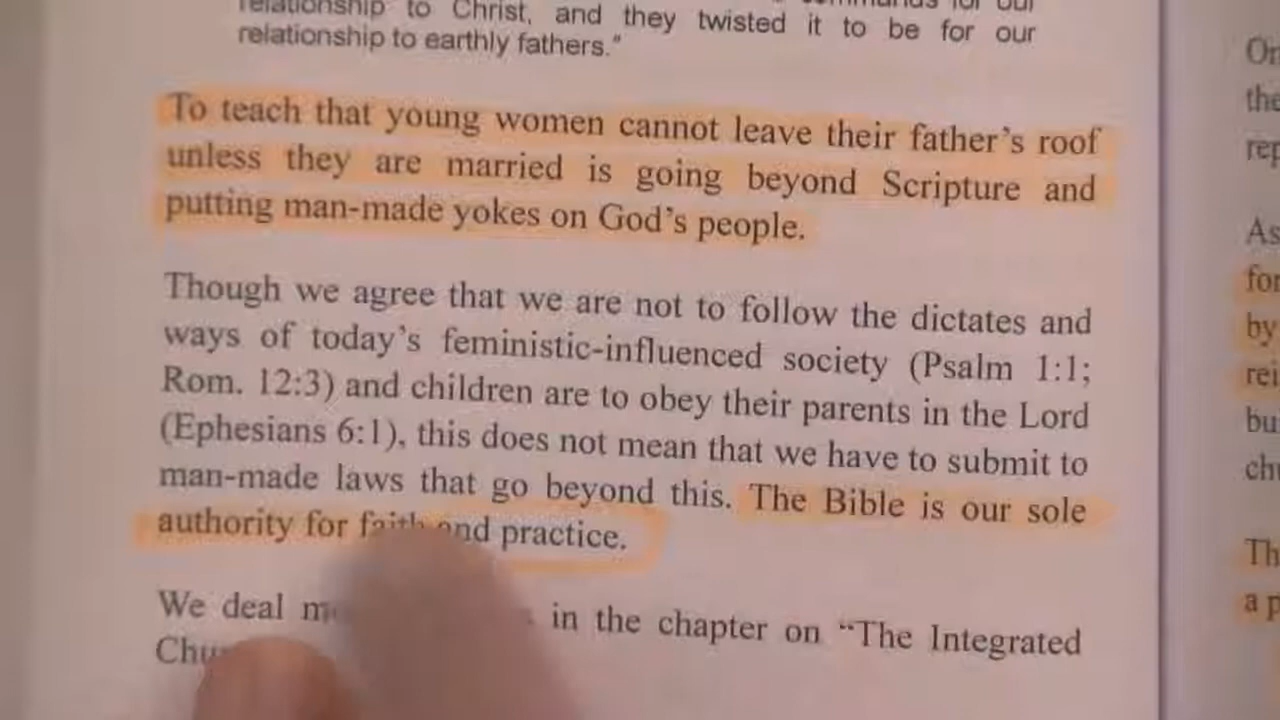 relationship to Christ, and they twisted it to be for our
relationship to earthly fathers."
To teach that young women cannot leave their father's roof
unless they are married is going beyond Scripture and
putting man-made yokes on God's people.
Though we agree that we are not to follow the dictates and
ways of today's feministic-influenced society (Psalm 1:1;
Rom. 12:3) and children are to obey their parents in the Lord
(Ephesians 6:1), this does not mean that we have to submit to
man-made laws that go beyond this. The Bible is our sole
authority for faith and practice.
We deal in the chapter on "The Integrated
As
by
Th
a